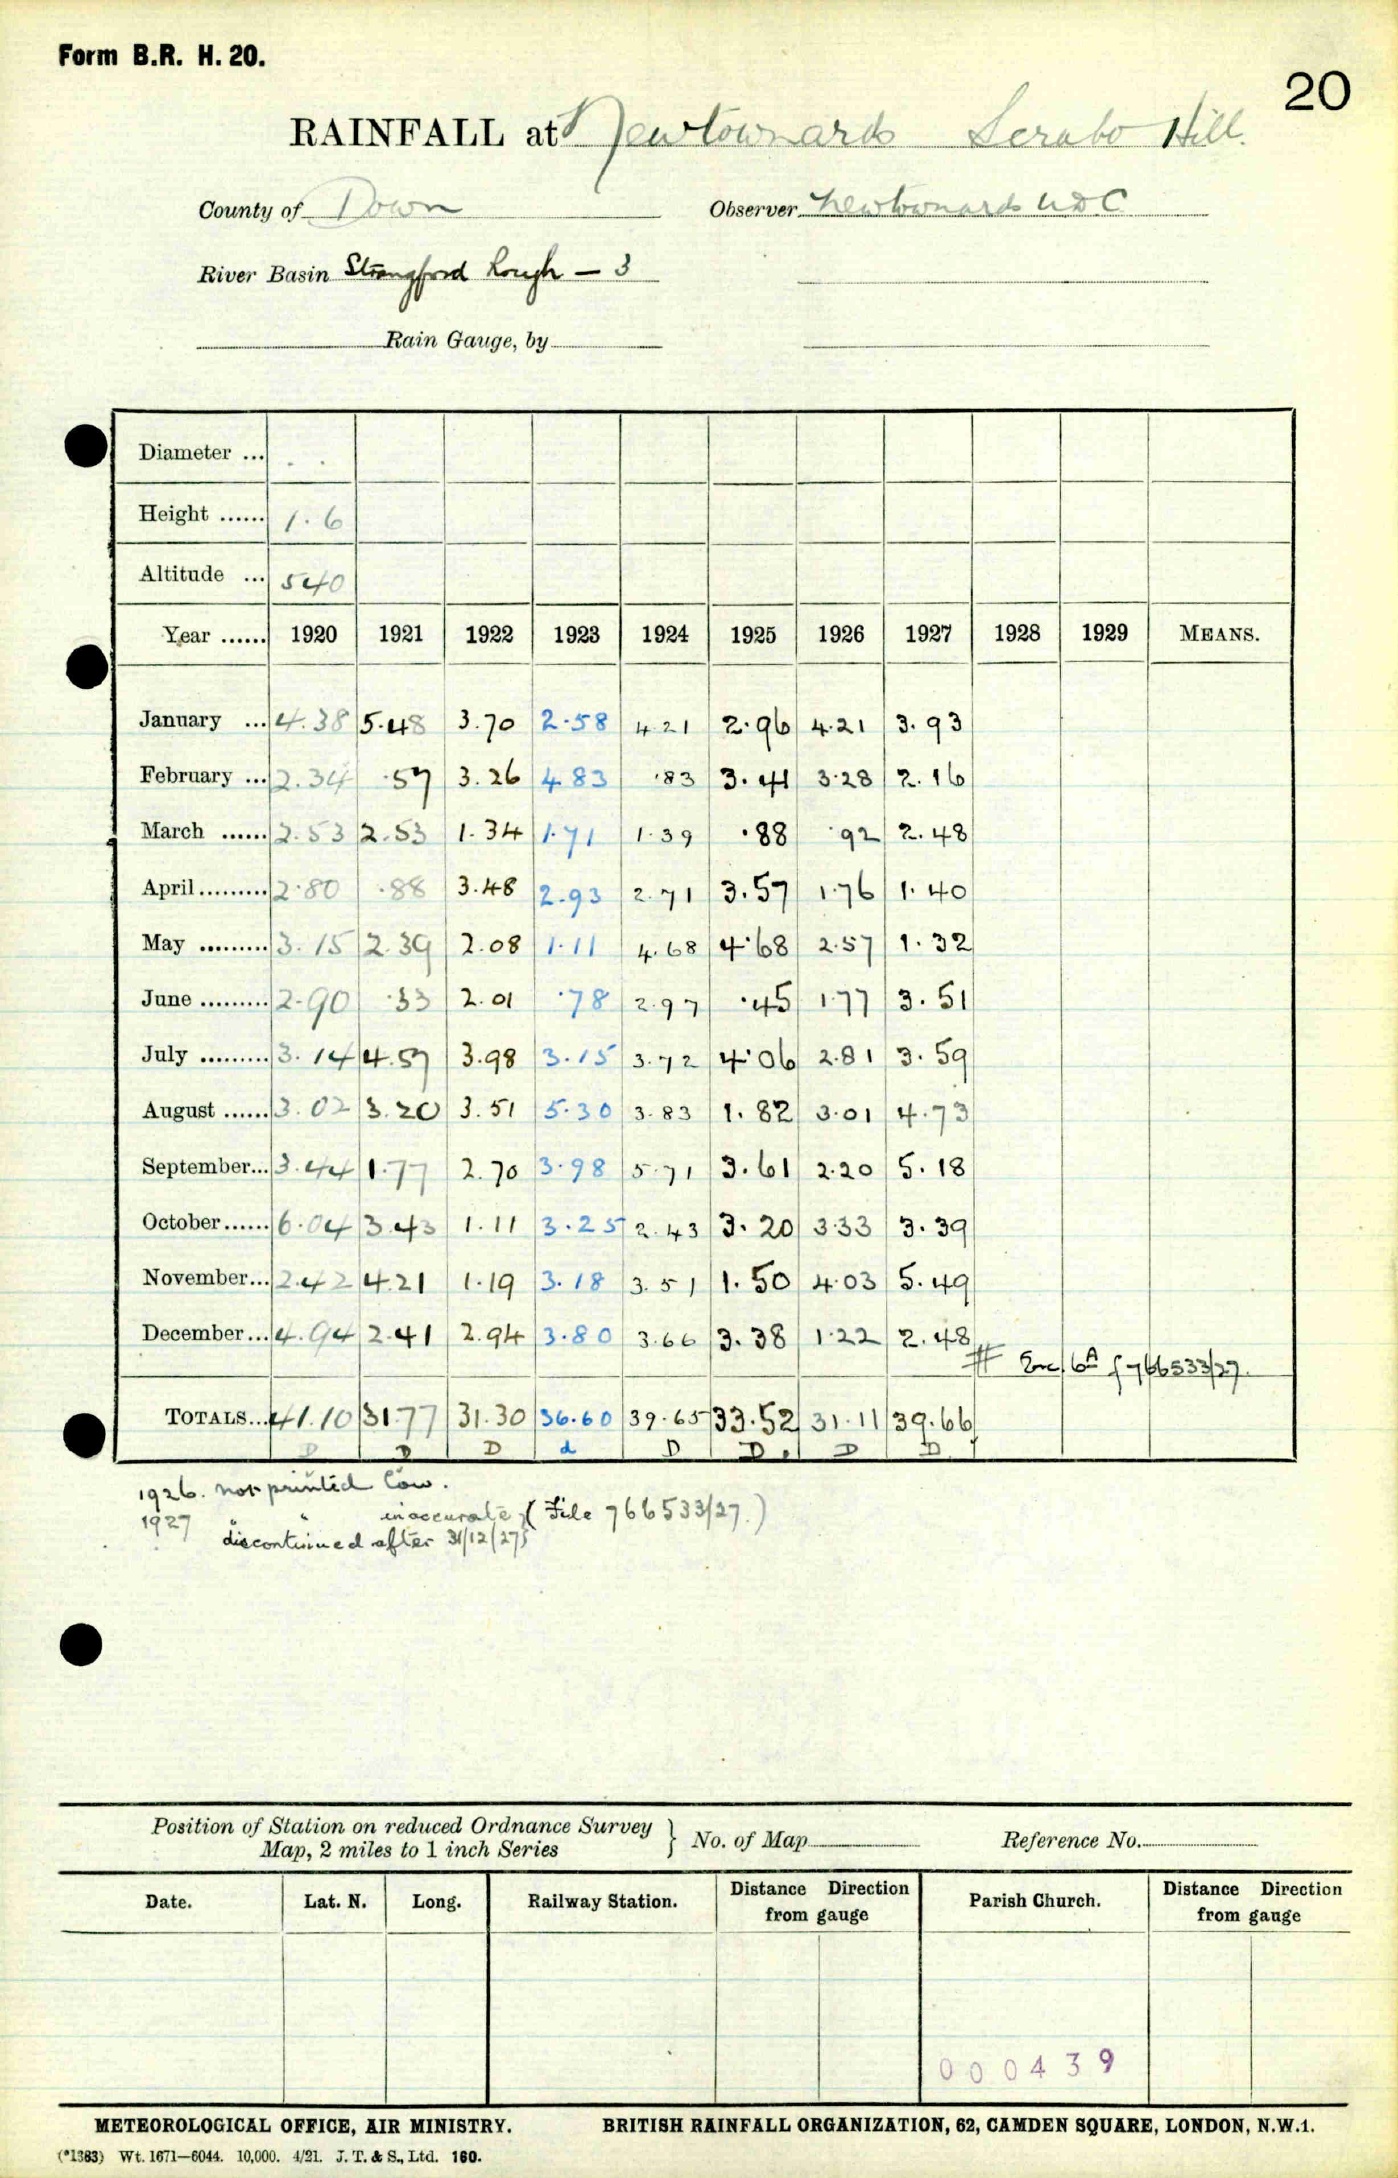 Form B.R. H. 20.
20
RAINFALL at Newtownards Scrabo Hill.
County of Down Observer Newtownards UDC
River Basin Strangford Lough – 3
Rain Gauge, by
Diameter ...
Height ...... 1.6
Altitude ... 540
Year ...... 1920 1921 1922 1923 1924 1925 1926 1927 1928 1929 MEANS.
January ... 4.38 5.48 3.70 2.58 4.21 2.96 4.21 3.93
February ... 2.34 .57 3.26 4.83 .83 3.41 3.28 2.16
March ...... 2.53 2.53 1.34 1.71 1.39 .88 .92 2.48
April ......... 2.80 .88 3.48 2.93 2.71 3.57 1.76 1.40
May ......... 3.15 2.39 2.08 1.11 4.68 4.68 2.57 1.32
June ......... 2.90 .33 2.01 .78 2.97 .45 1.77 3.51
July ......... 3.14 4.57 3.98 3.15 3.72 4.06 2.81 3.59
August ...... 3.02 3.20 3.51 5.30 3.83 1.82 3.01 4.73
September... 3.44 1.77 2.70 3.98 5.71 3.61 2.20 5.18
October...... 6.04 3.43 1.11 3.25 2.43 3.20 3.33 3.39
November... 2.42 4.21 1.19 3.18 3.51 1.50 4.03 5.49
December... 4.94 2.41 2.94 3.80 3.66 3.38 1.22 2.48
# Enc. 6A f 766533/27.
TOTALS... 41.10 31.77 31.30 36.60 39.65 33.52 31.11 39.66
D D D d D D. D D
1926. not printed low.
1927 " " inaccurate } (File 766533/27.)
discontinued after 31/12/27 }
Position of Station on reduced Ordnance Survey
Map, 2 miles to 1 inch Series } No. of Map Reference No.
Date. Lat. N. Long. Railway Station. Distance Direction from gauge Parish Church. Distance Direction from gauge
000439
METEOROLOGICAL OFFICE, AIR MINISTRY. BRITISH RAINFALL ORGANIZATION, 62, CAMDEN SQUARE, LONDON, N.W.1.
(*1383) Wt. 1671—6044. 10,000. 4/21. J. T. & S., Ltd. 160.